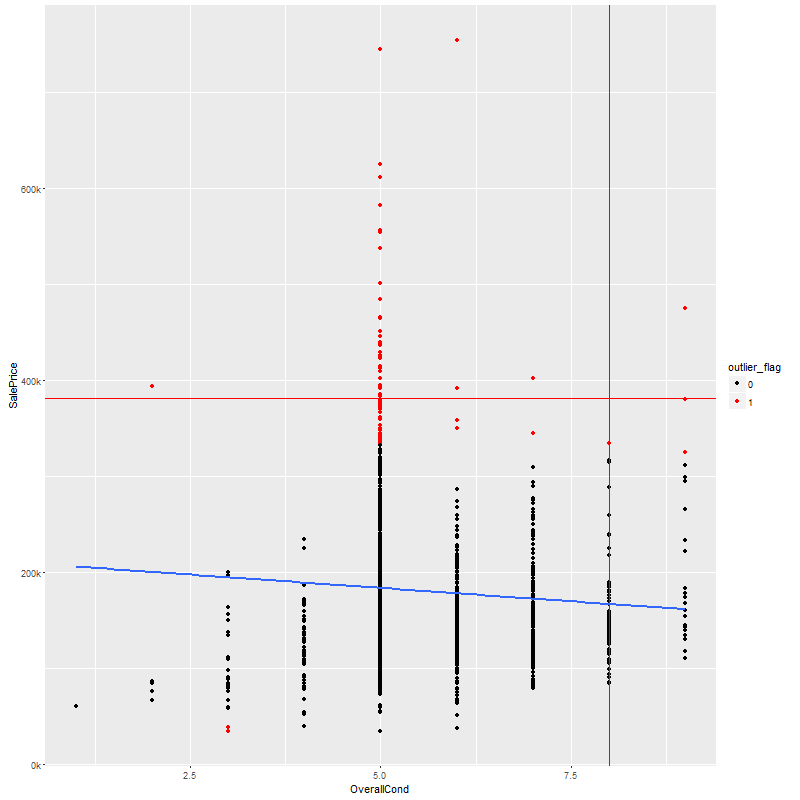 SalePrice
600k
400k
200k
0k
2.5
5.0
7.5
OverallCond
outlier_flag
0
1